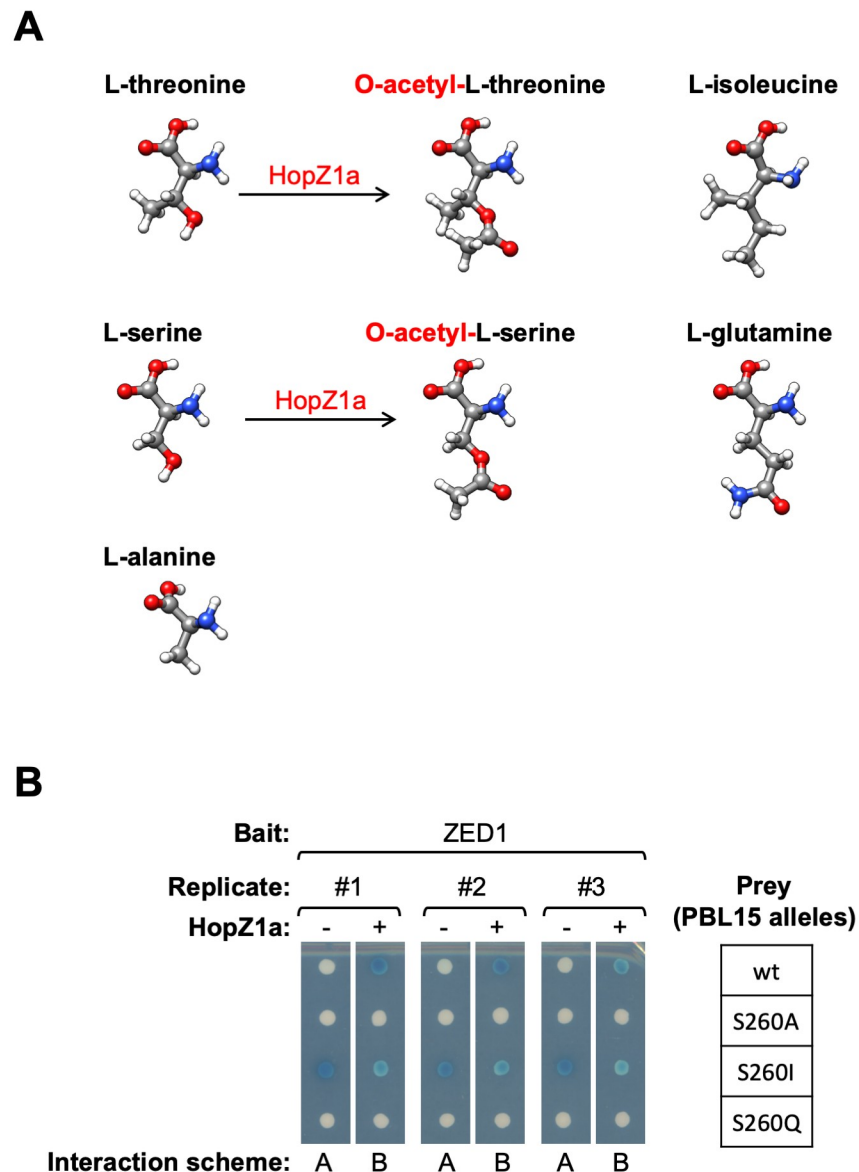 A
L-threonine
O-acetyl-L-threonine
L-isoleucine
HopZ1a
L-serine
O-acetyl-L-serine
L-glutamine
HopZ1a
L-alanine
B
Bait: ZED1
Replicate: #1 #2 #3
Prey
(PBL15 alleles)
HopZ1a: - + - + - +
wt
S260A
S260I
S260Q
Interaction scheme: A B A B A B